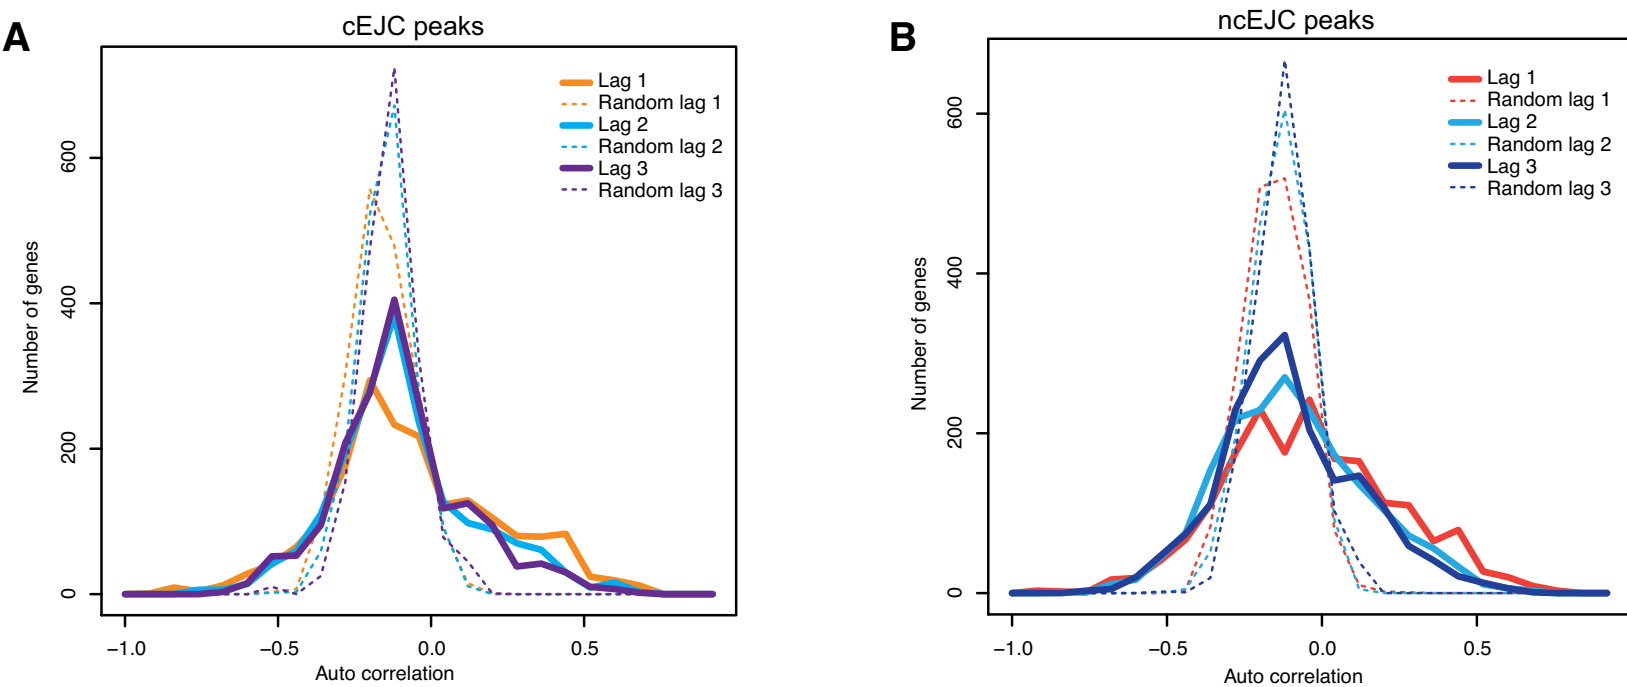 A
cEJC peaks
Number of genes
600
400
200
0
Lag 1
Random lag 1
Lag 2
Random lag 2
Lag 3
Random lag 3
−1.0 −0.5 0.0 0.5
Auto correlation
B
ncEJC peaks
Number of genes
600
400
200
0
Lag 1
Random lag 1
Lag 2
Random lag 2
Lag 3
Random lag 3
−1.0 −0.5 0.0 0.5
Auto correlation